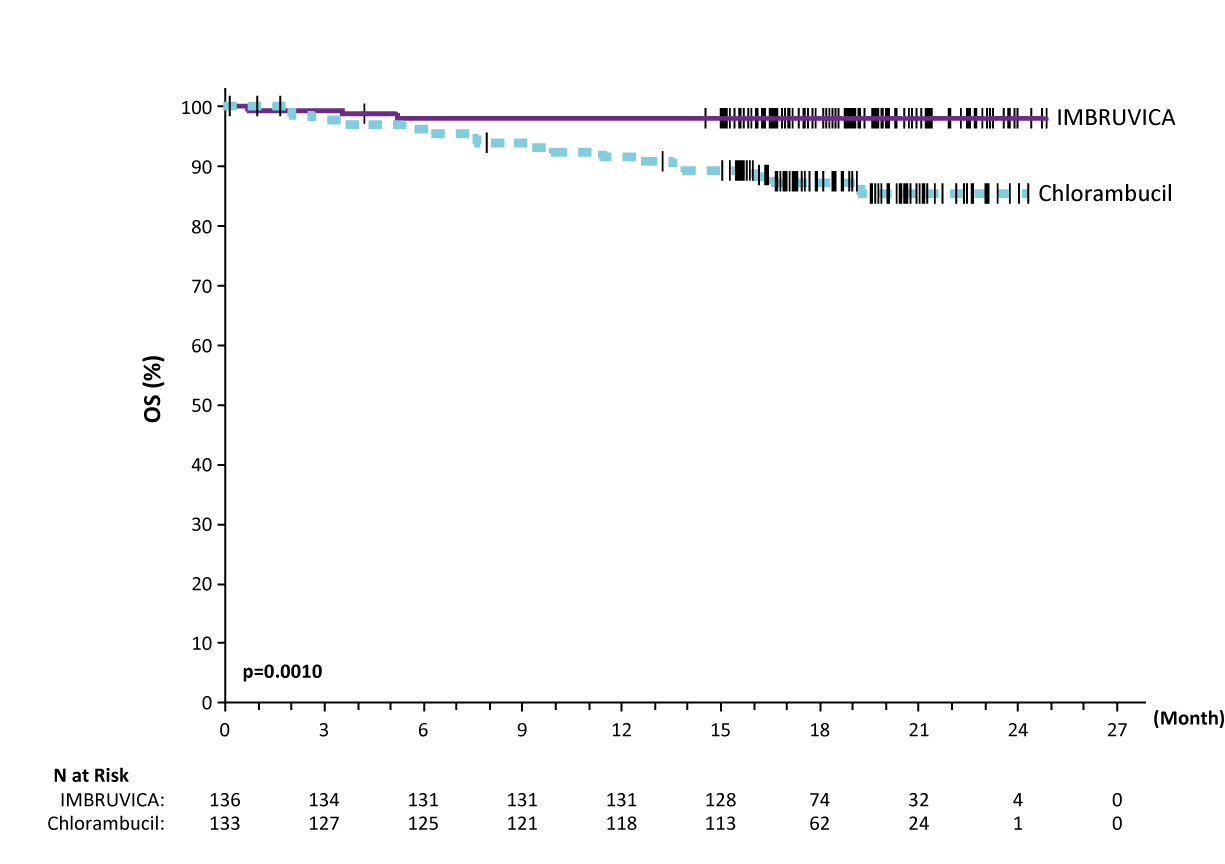 100
IMBRUVICA
90
Chlorambucil
80
70
60
OS (%)
50
40
30
20
10
p=0.0010
0
0 3 6 9 12 15 18 21 24 27
(Month)
N at Risk
IMBRUVICA: 136 134 131 131 131 128 74 32 4 0
Chlorambucil: 133 127 125 121 118 113 62 24 1 0